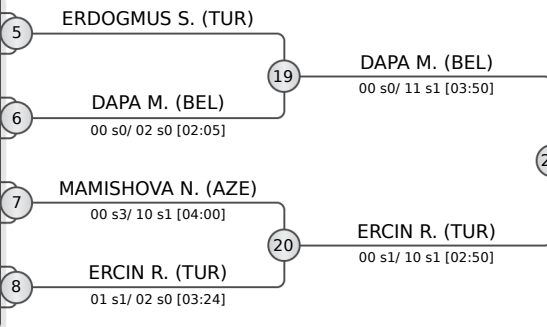 5
ERDOGMUS S. (TUR)
19
DAPA M. (BEL)
00 s0/ 11 s1 [03:50]
6
DAPA M. (BEL)
00 s0/ 02 s0 [02:05]
7
MAMISHOVA N. (AZE)
00 s3/ 10 s1 [04:00]
20
ERCIN R. (TUR)
00 s1/ 10 s1 [02:50]
8
ERCIN R. (TUR)
01 s1/ 02 s0 [03:24]